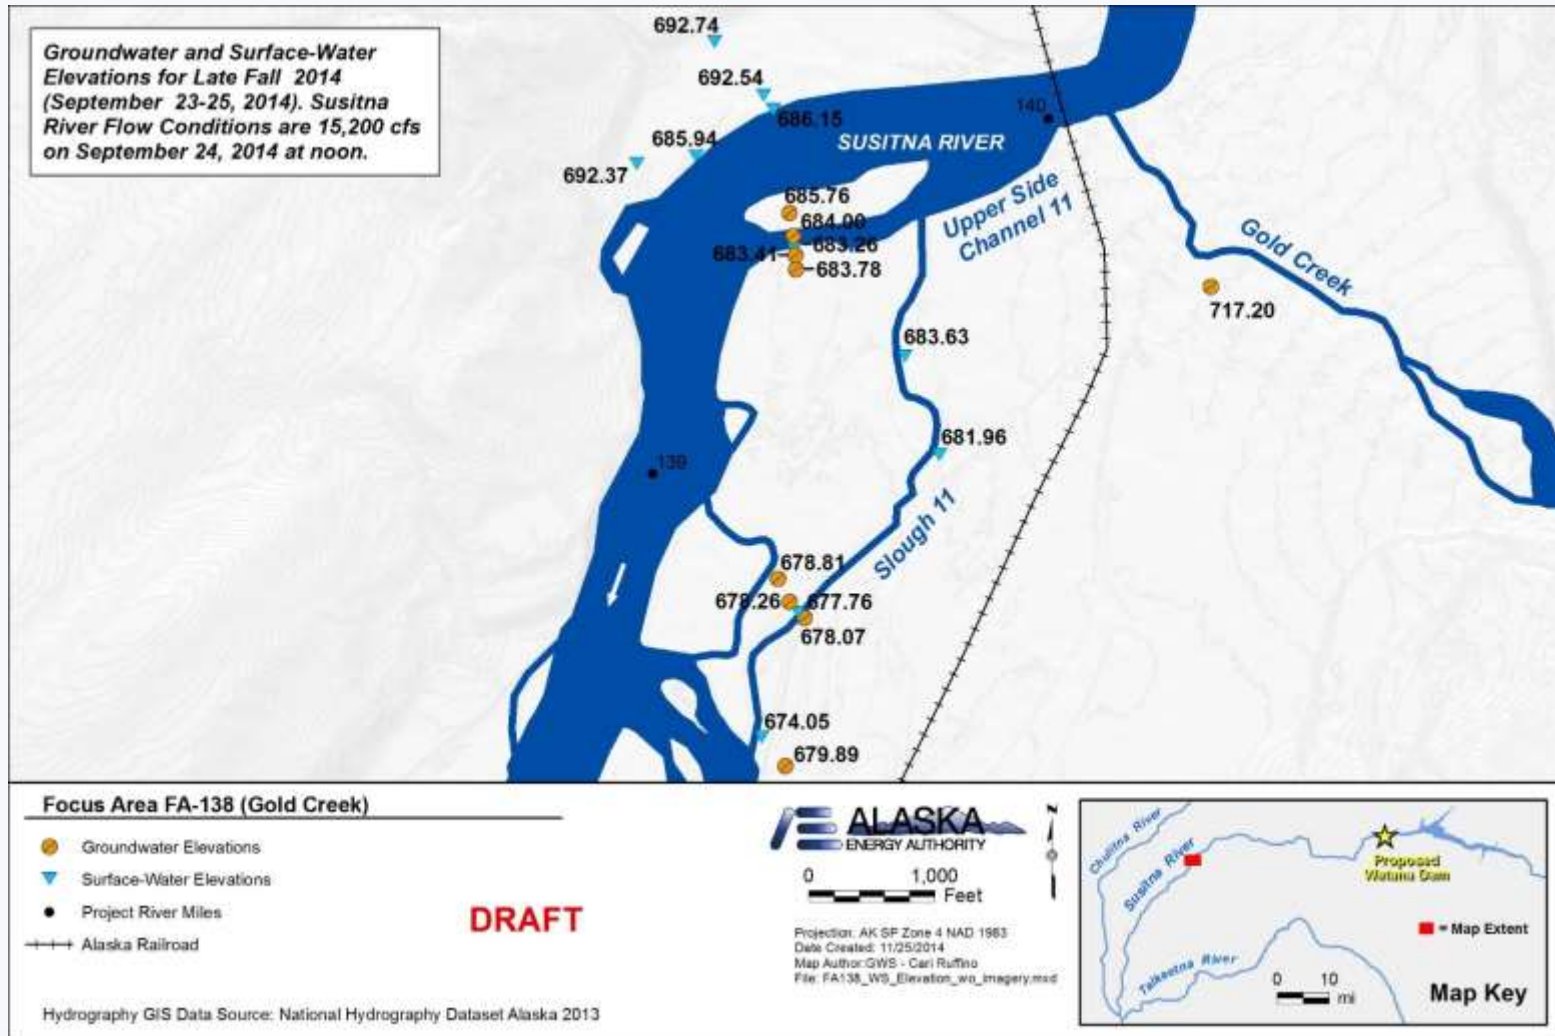 Groundwater and Surface-Water
Elevations for Late Fall 2014
(September 23-25, 2014). Susitna
River Flow Conditions are 15,200 cfs
on September 24, 2014 at noon.
692.74
692.54
686.15
685.94
692.37
140
SUSITNA RIVER
685.76
684.00
683.26
683.41
683.78
Upper Side
Channel 11
Gold Creek
717.20
683.63
681.96
139
Slough 11
678.81
678.26
677.76
678.07
674.05
679.89
Focus Area FA-138 (Gold Creek)
Groundwater Elevations
Surface-Water Elevations
Project River Miles
Alaska Railroad
DRAFT
Hydrography GIS Data Source: National Hydrography Dataset Alaska 2013
ALASKA
ENERGY AUTHORITY
N
0 1,000
Feet
Projection: AK SP Zone 4 NAD 1983
Date Created: 11/25/2014
Map Author:GWS - Cari Ruffino
File: FA138_WS_Elevation_wo_Imagery.mxd
Chulitna River
Susitna River
Proposed
Watana Dam
= Map Extent
Talkeetna River
0 10
mi
Map Key